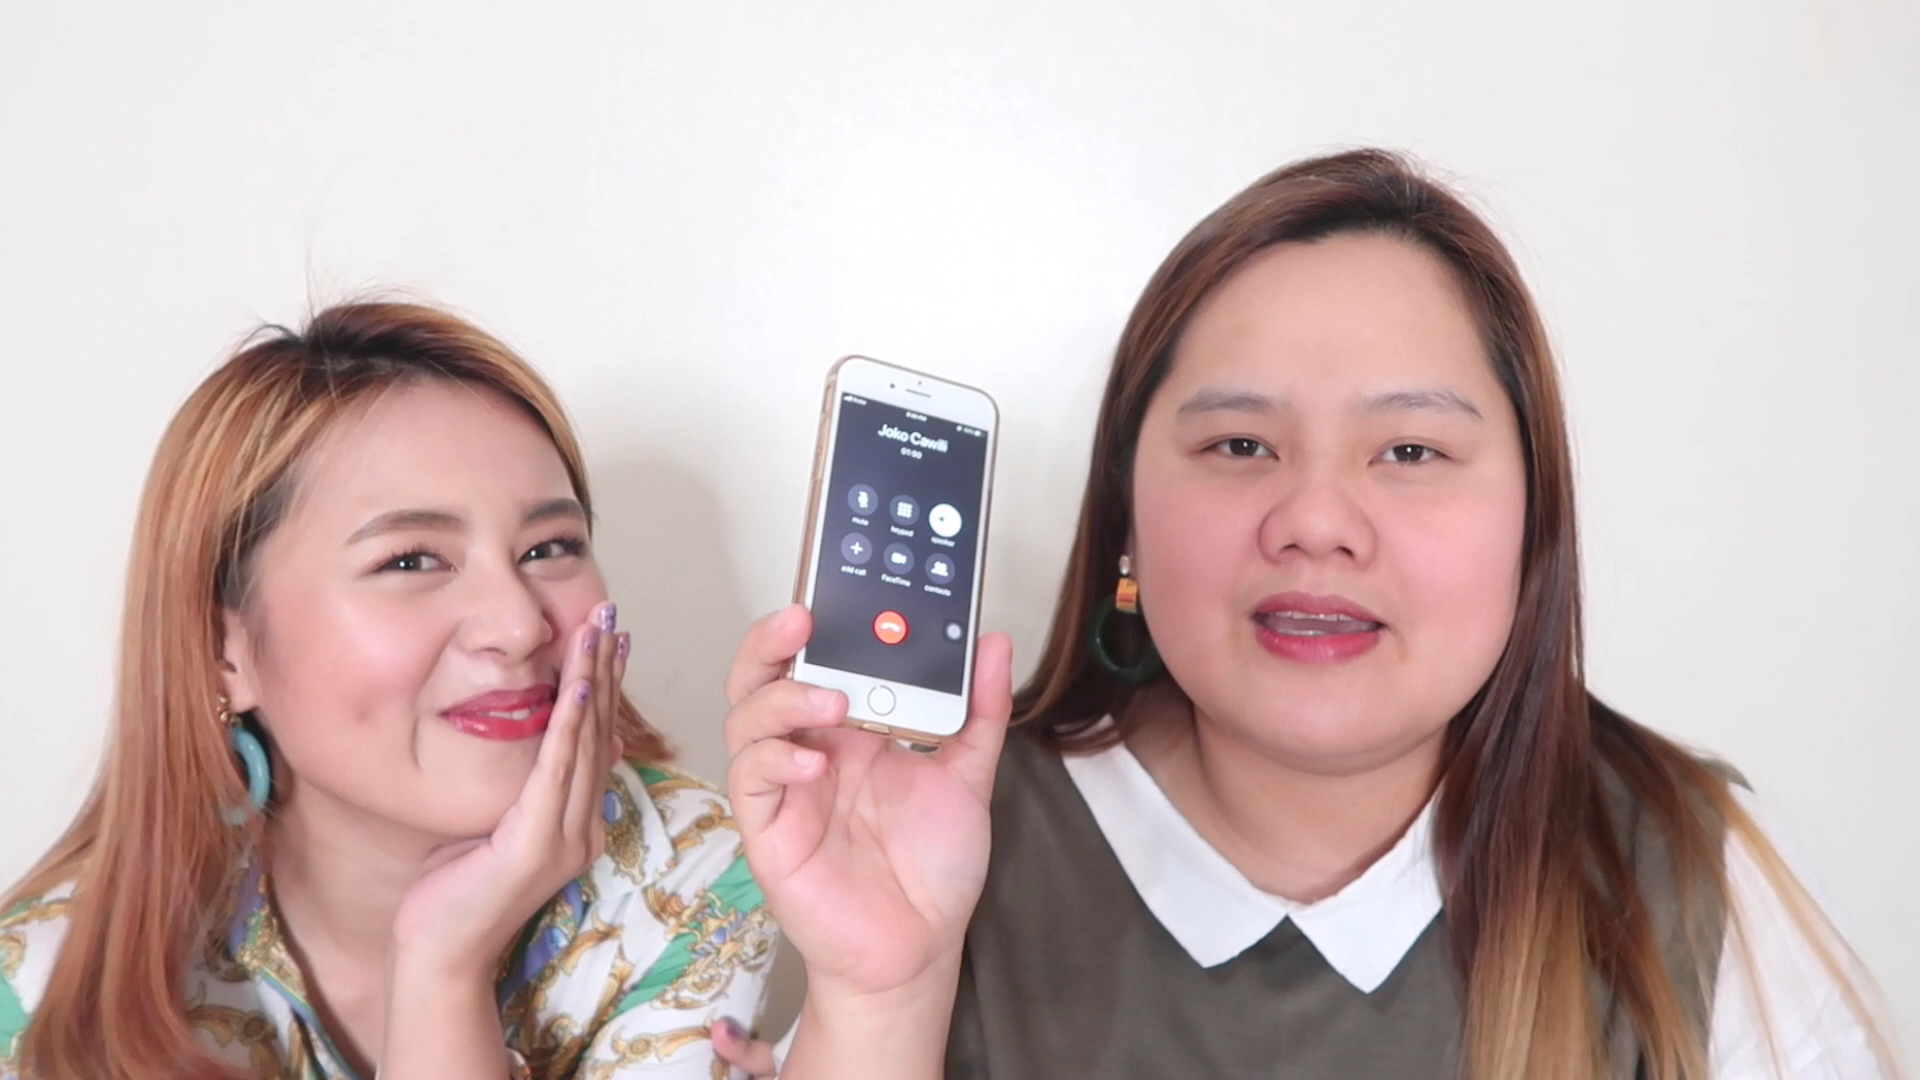 Joko Cawili
01:50
mute
keypad
speaker
add call
FaceTime
contacts